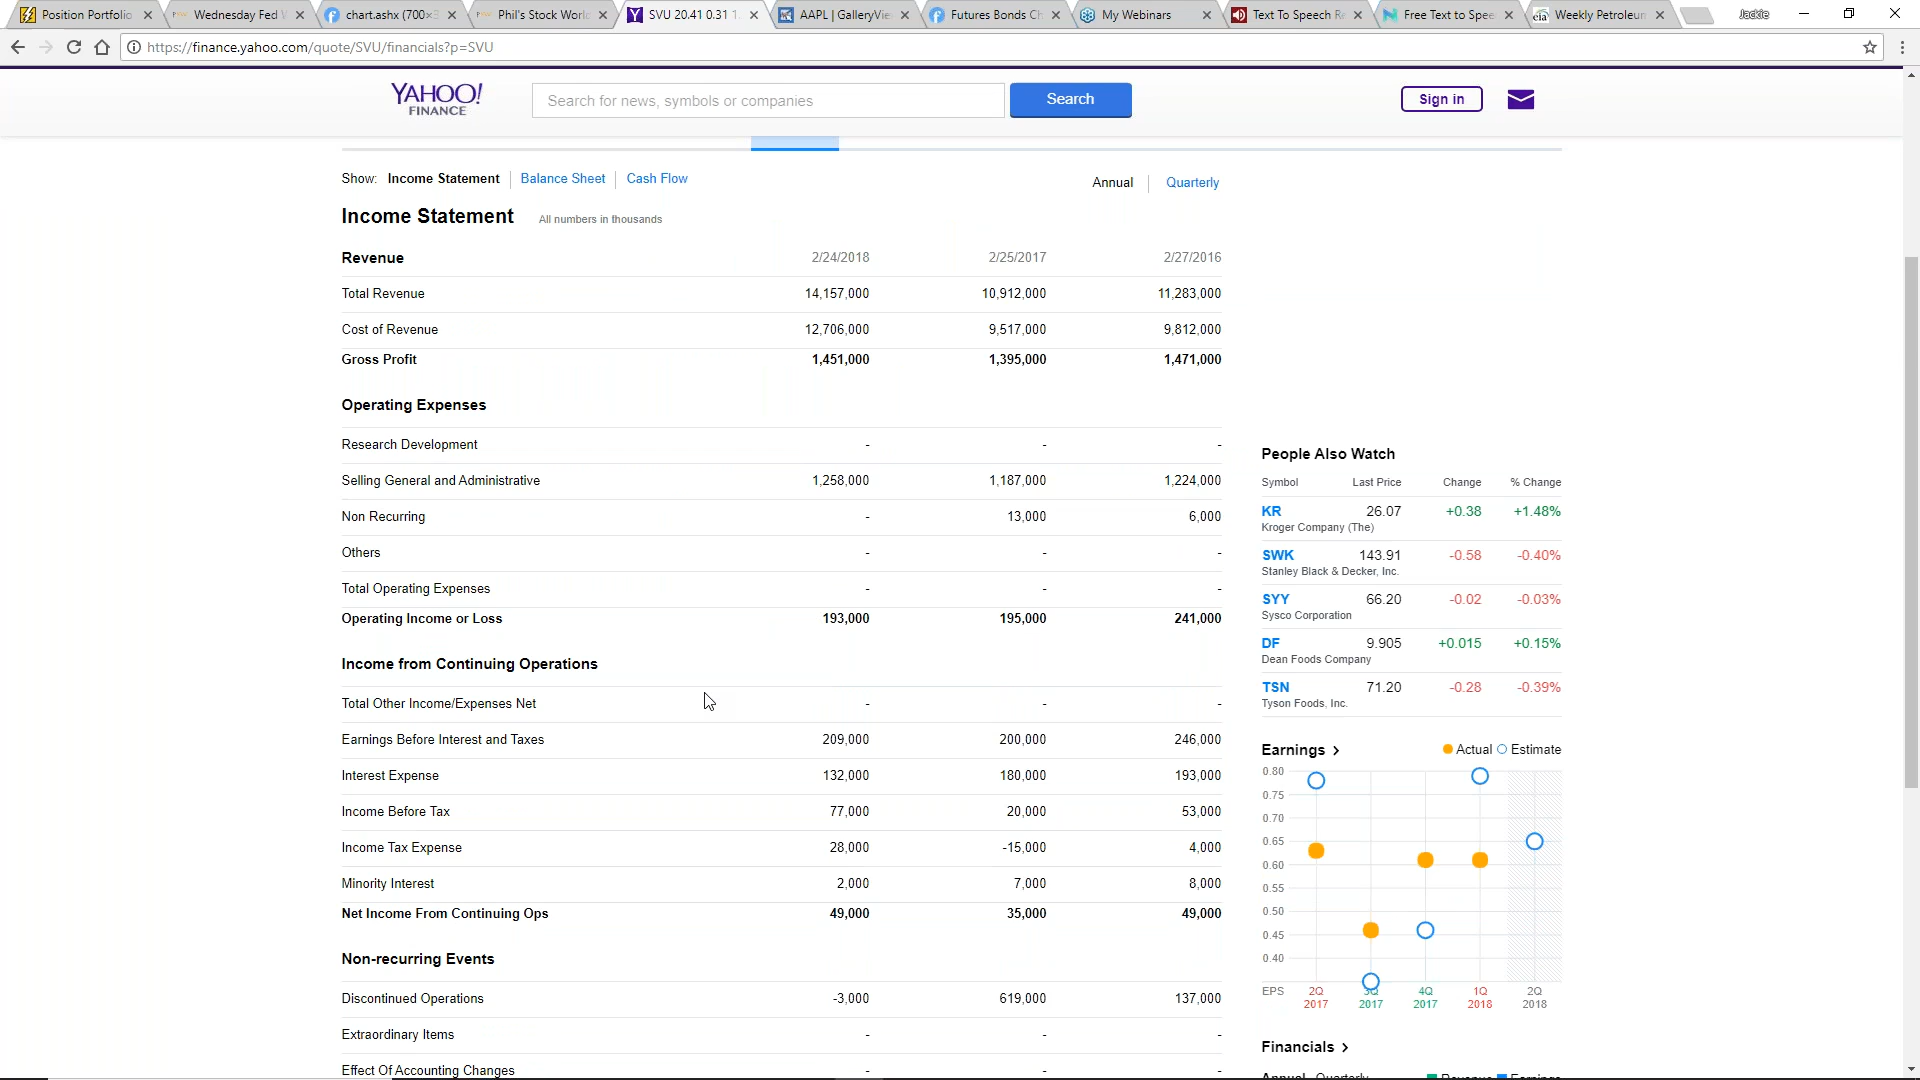 Position Portfolio
Wednesday Fed
chart.ashx (700×
Phil's Stock World
SVU 20.41 0.31 1.
AAPL | GalleryVie
Futures Bonds Ch
My Webinars
Text To Speech Re
Free Text to Spee
Weekly Petroleum
Jackie
https://finance.yahoo.com/quote/SVU/financials?p=SVU
YAHOO!
FINANCE
Search for news, symbols or companies
Search
Sign in
Show: Income Statement Balance Sheet Cash Flow
Annual Quarterly
Income Statement All numbers in thousands
Revenue 2/24/2018 2/25/2017 2/27/2016
Total Revenue 14,157,000 10,912,000 11,283,000
Cost of Revenue 12,706,000 9,517,000 9,812,000
Gross Profit 1,451,000 1,395,000 1,471,000
Operating Expenses
Research Development - - -
Selling General and Administrative 1,258,000 1,187,000 1,224,000
Non Recurring - 13,000 6,000
Others - - -
Total Operating Expenses - - -
Operating Income or Loss 193,000 195,000 241,000
Income from Continuing Operations
Total Other Income/Expenses Net - - -
Earnings Before Interest and Taxes 209,000 200,000 246,000
Interest Expense 132,000 180,000 193,000
Income Before Tax 77,000 20,000 53,000
Income Tax Expense 28,000 -15,000 4,000
Minority Interest 2,000 7,000 8,000
Net Income From Continuing Ops 49,000 35,000 49,000
Non-recurring Events
Discontinued Operations -3,000 619,000 137,000
Extraordinary Items - - -
Effect Of Accounting Changes - - -
People Also Watch
Symbol Last Price Change % Change
KR 26.07 +0.38 +1.48%
Kroger Company (The)
SWK 143.91 -0.58 -0.40%
Stanley Black & Decker, Inc.
SYY 66.20 -0.02 -0.03%
Sysco Corporation
DF 9.905 +0.015 +0.15%
Dean Foods Company
TSN 71.20 -0.28 -0.39%
Tyson Foods, Inc.
Earnings > Actual Estimate
0.80
0.75
0.70
0.65
0.60
0.55
0.50
0.45
0.40
EPS 2Q 3Q 4Q 1Q 2Q
2017 2017 2017 2018 2018
Financials >
Annual Quarterly Revenue Earnings